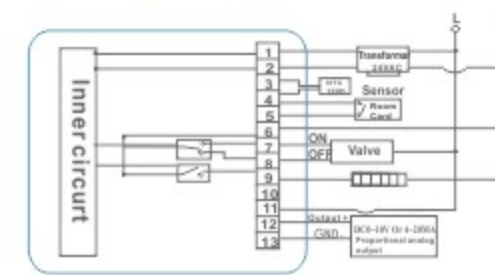 L
Inner circurt
1
2
3
4
5
6
7
8
9
10
11
12
13
Transformer
24VAC
NTC
Sensor
Room
Card
ON
OFF
Valve
Output+
GND-
DC0~10V Or 4~20MA
Proportional analog
output